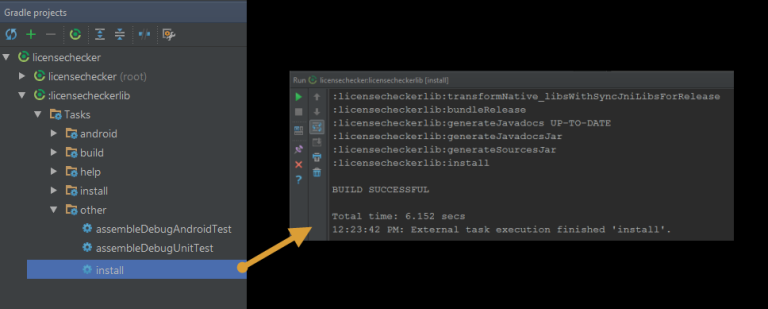 Gradle projects
licensechecker
licensechecker (root)
:licensecheckerlib
Tasks
android
build
help
install
other
assembleDebugAndroidTest
assembleDebugUnitTest
install
Run licensechecker:licensecheckerlib [install]
:licensecheckerlib:transformNative_libsWithSyncJniLibsForRelease
:licensecheckerlib:bundleRelease
:licensecheckerlib:generateJavadocs UP-TO-DATE
:licensecheckerlib:generateJavadocsJar
:licensecheckerlib:generateSourcesJar
:licensecheckerlib:install
BUILD SUCCESSFUL
Total time: 6.152 secs
12:23:42 PM: External task execution finished 'install'.